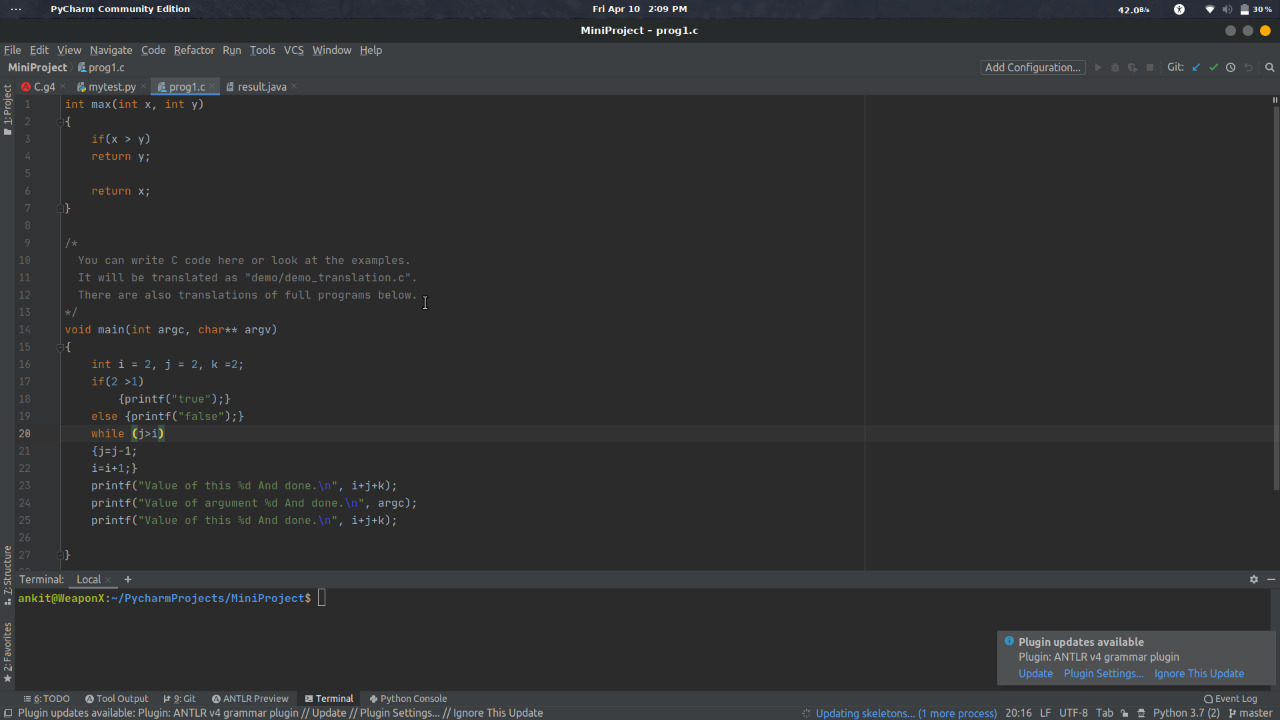 PyCharm Community Edition
Fri Apr 10 2:09 PM
42.0B/s
30 %
MiniProject - prog1.c
File Edit View Navigate Code Refactor Run Tools VCS Window Help
MiniProject prog1.c
Add Configuration...
Git:
C.g4 mytest.py prog1.c result.java
1: Project
1 int max(int x, int y)
2 {
3 if(x > y)
4 return y;
5
6 return x;
7 }
8
9 /*
10 You can write C code here or look at the examples.
11 It will be translated as "demo/demo_translation.c".
12 There are also translations of full programs below.
13 */
14 void main(int argc, char** argv)
15 {
16 int i = 2, j = 2, k =2;
17 if(2 >1)
18 {printf("true");}
19 else {printf("false");}
20 while (j>i)
21 {j=j-1;
22 i=i+1;}
23 printf("Value of this %d And done.\n", i+j+k);
24 printf("Value of argument %d And done.\n", argc);
25 printf("Value of this %d And done.\n", i+j+k);
26
27 }
Z: Structure
2: Favorites
Terminal: Local +
ankit@WeaponX:~/PycharmProjects/MiniProject$
Plugin updates available
Plugin: ANTLR v4 grammar plugin
Update Plugin Settings... Ignore This Update
6: TODO Tool Output 9: Git ANTLR Preview Terminal Python Console Event Log
Plugin updates available: Plugin: ANTLR v4 grammar plugin // Update // Plugin Settings... // Ignore This Update
Updating skeletons... (1 more process) 20:16 LF UTF-8 Tab Python 3.7 (2) master